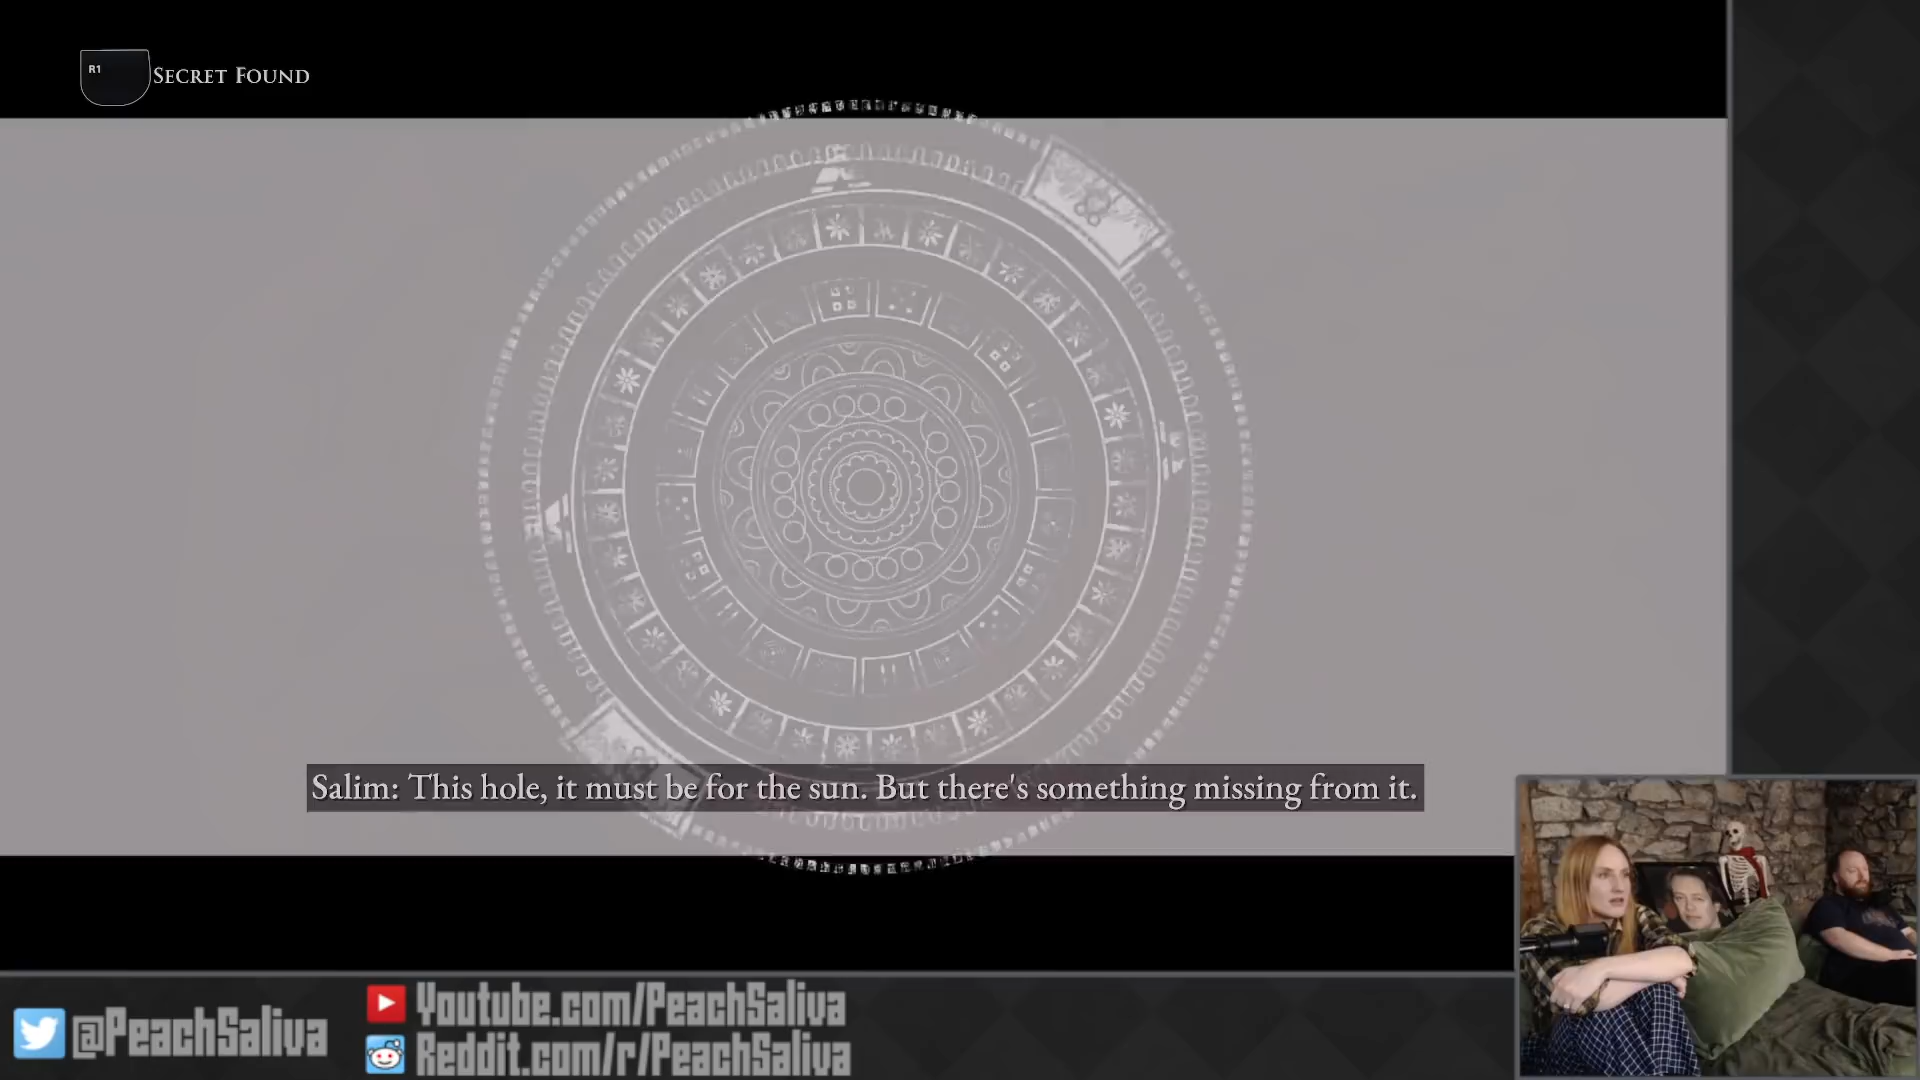 R1
SECRET FOUND
Salim: This hole, it must be for the sun. But there's something missing from it.
@PeachSaliva
Youtube.com/PeachSaliva
Reddit.com/r/PeachSaliva